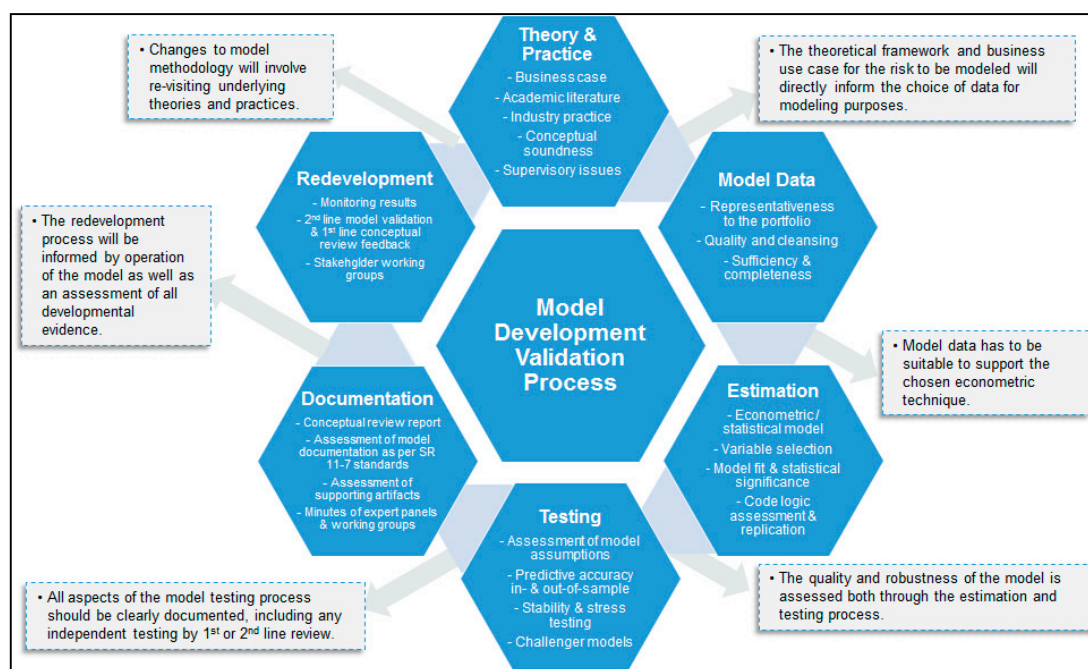 Theory &
Practice
- Business case
- Academic literature
- Industry practice
- Conceptual
soundness
- Supervisory issues
• Changes to model
methodology will involve
re-visiting underlying
theories and practices.
• The theoretical framework and business
use case for the risk to be modeled will
directly inform the choice of data for
modeling purposes.
Redevelopment
- Monitoring results
- 2nd line model validation
& 1st line conceptual
review feedback
- Stakehglder working
groups
Model Data
- Representativeness
to the portfolio
- Quality and cleansing
- Sufficiency &
completeness
• The redevelopment
process will be
informed by operation
of the model as well as
an assessment of all
developmental
evidence.
Model
Development
Validation
Process
• Model data has to be
suitable to support the
chosen econometric
technique.
Documentation
- Conceptual review report
- Assessment of model
documentation as per SR
11-7 standards
- Assessment of
supporting artifacts
- Minutes of expert panels
& working groups
Estimation
- Econometric /
statistical model
- Variable selection
- Model fit & statistical
significance
- Code logic
assessment &
replication
Testing
- Assessment of model
assumptions
- Predictive accuracy
in- & out-of-sample
- Stability & stress
testing
- Challenger models
• All aspects of the model testing process
should be clearly documented, including any
independent testing by 1st or 2nd line review.
• The quality and robustness of the model is
assessed both through the estimation and
testing process.